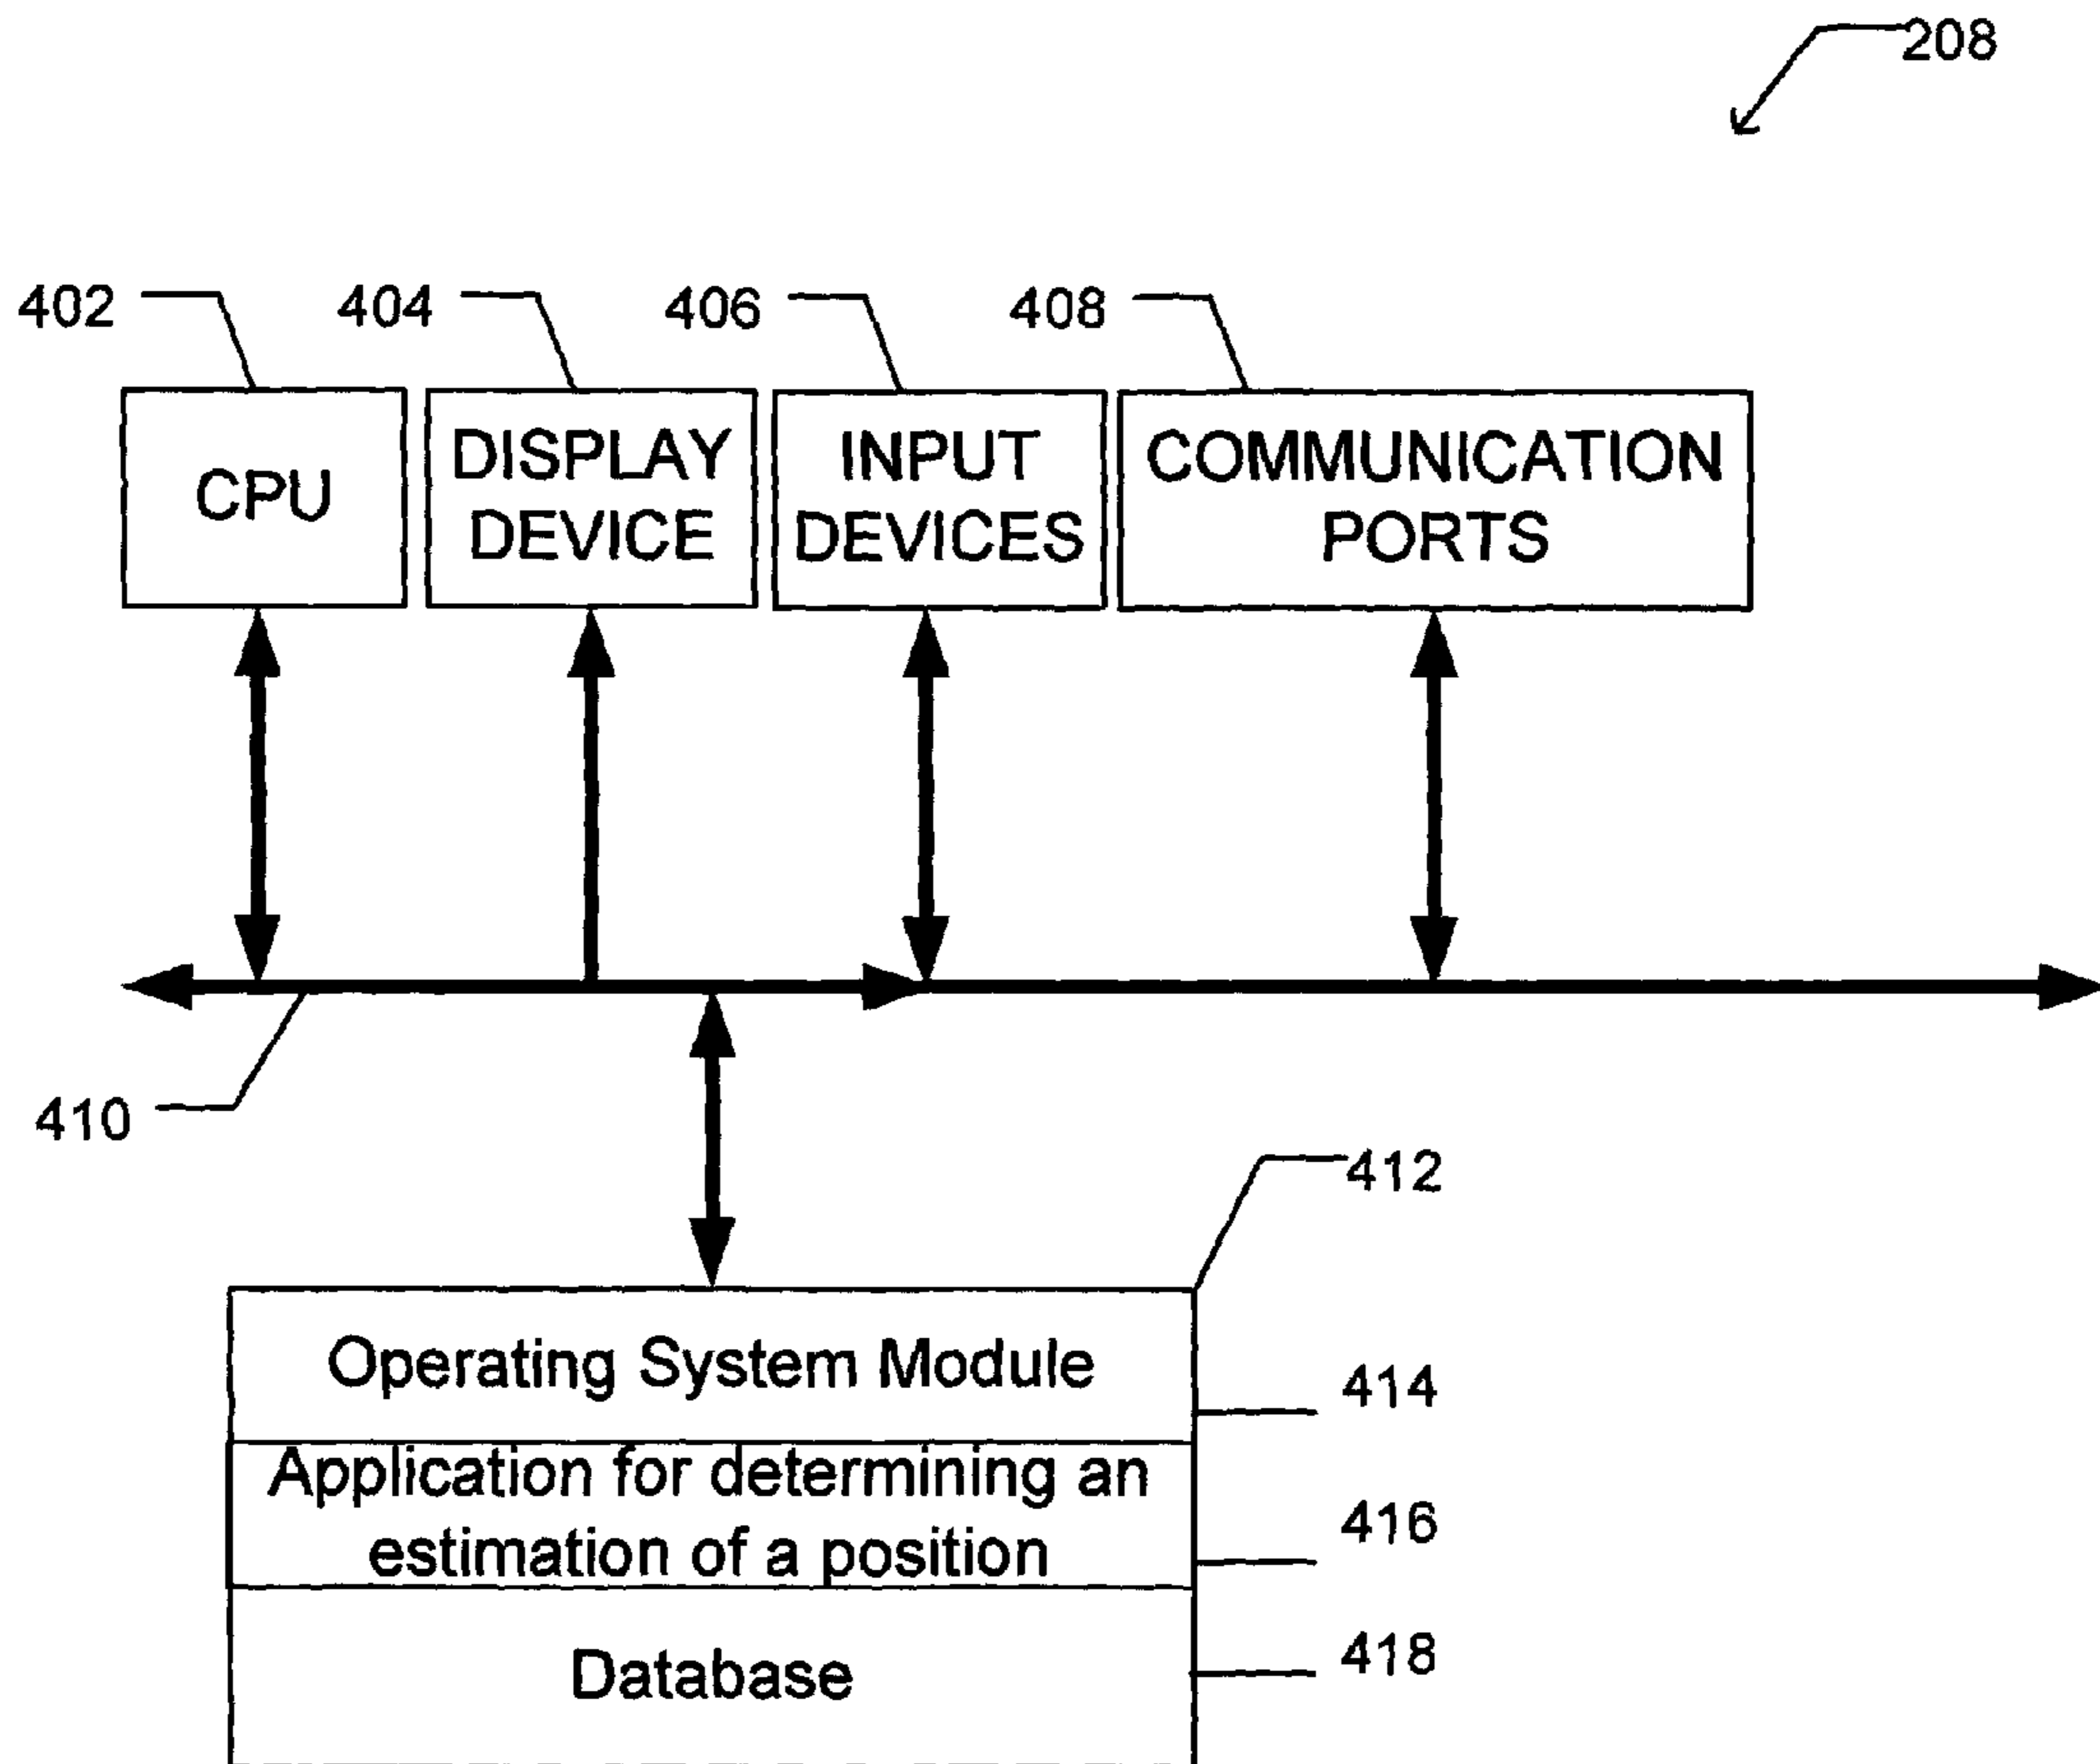 208
402
404
406
408
CPU
DISPLAY
DEVICE
INPUT
DEVICES
COMMUNICATION
PORTS
410
412
Operating System Module
414
Application for determining an
estimation of a position
416
Database
418